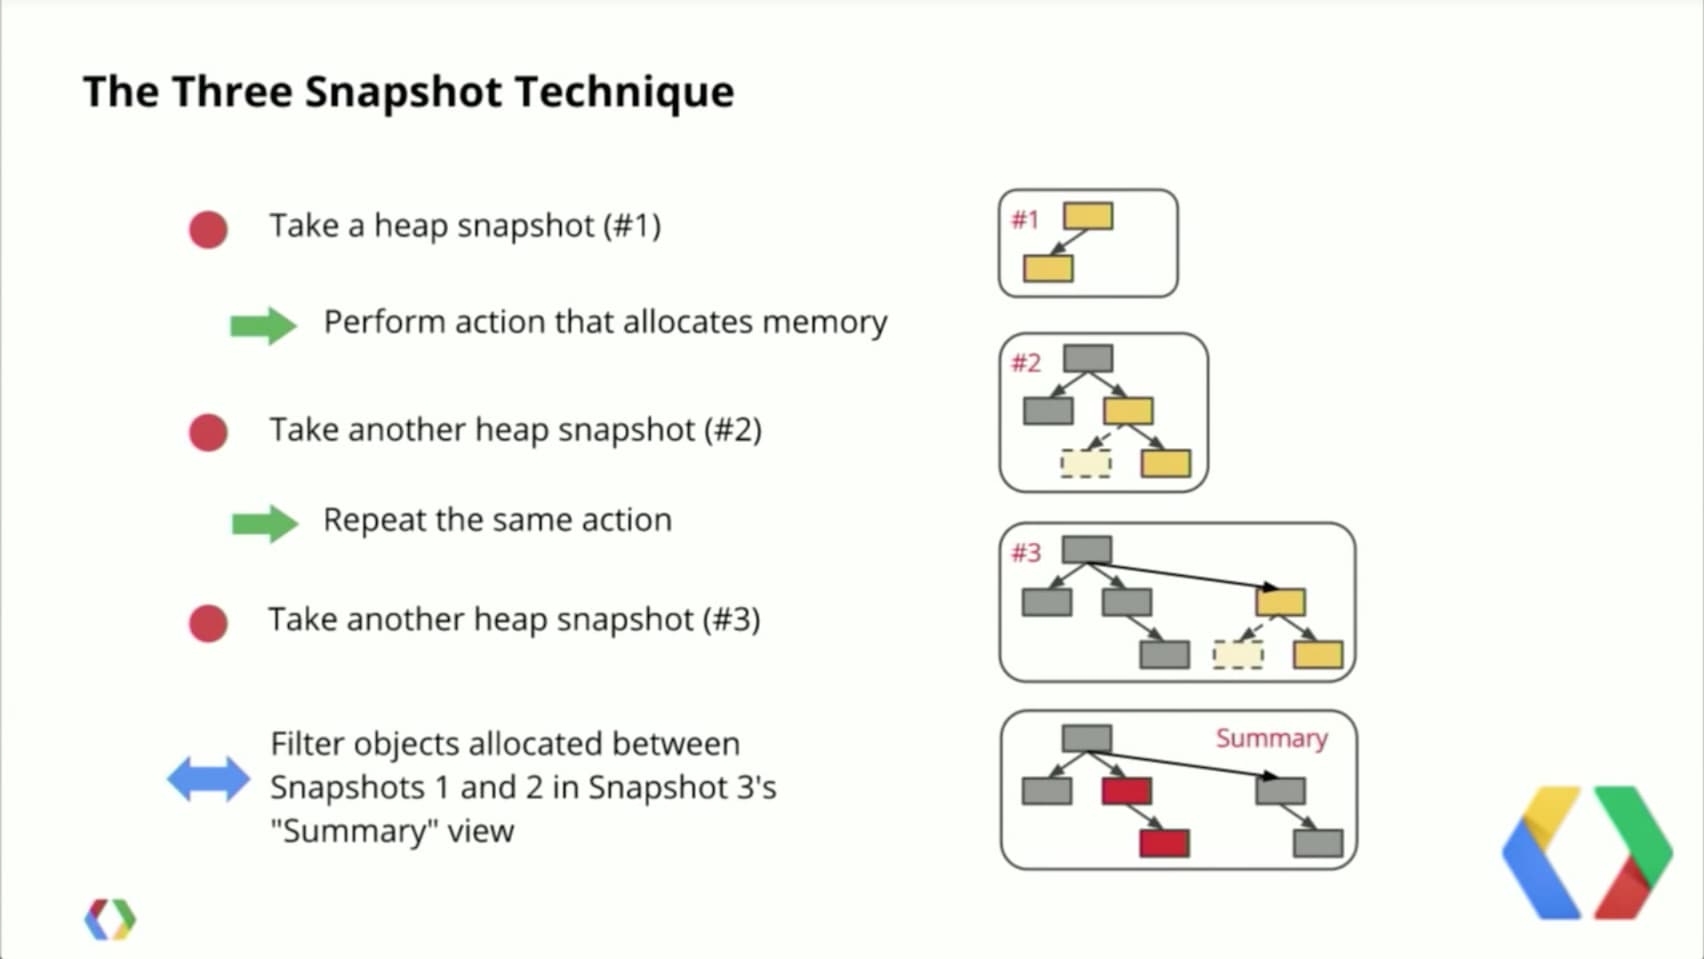 The Three Snapshot Technique
Take a heap snapshot (#1)
Perform action that allocates memory
Take another heap snapshot (#2)
Repeat the same action
Take another heap snapshot (#3)
Filter objects allocated between
Snapshots 1 and 2 in Snapshot 3's
"Summary" view
#1
#2
#3
Summary